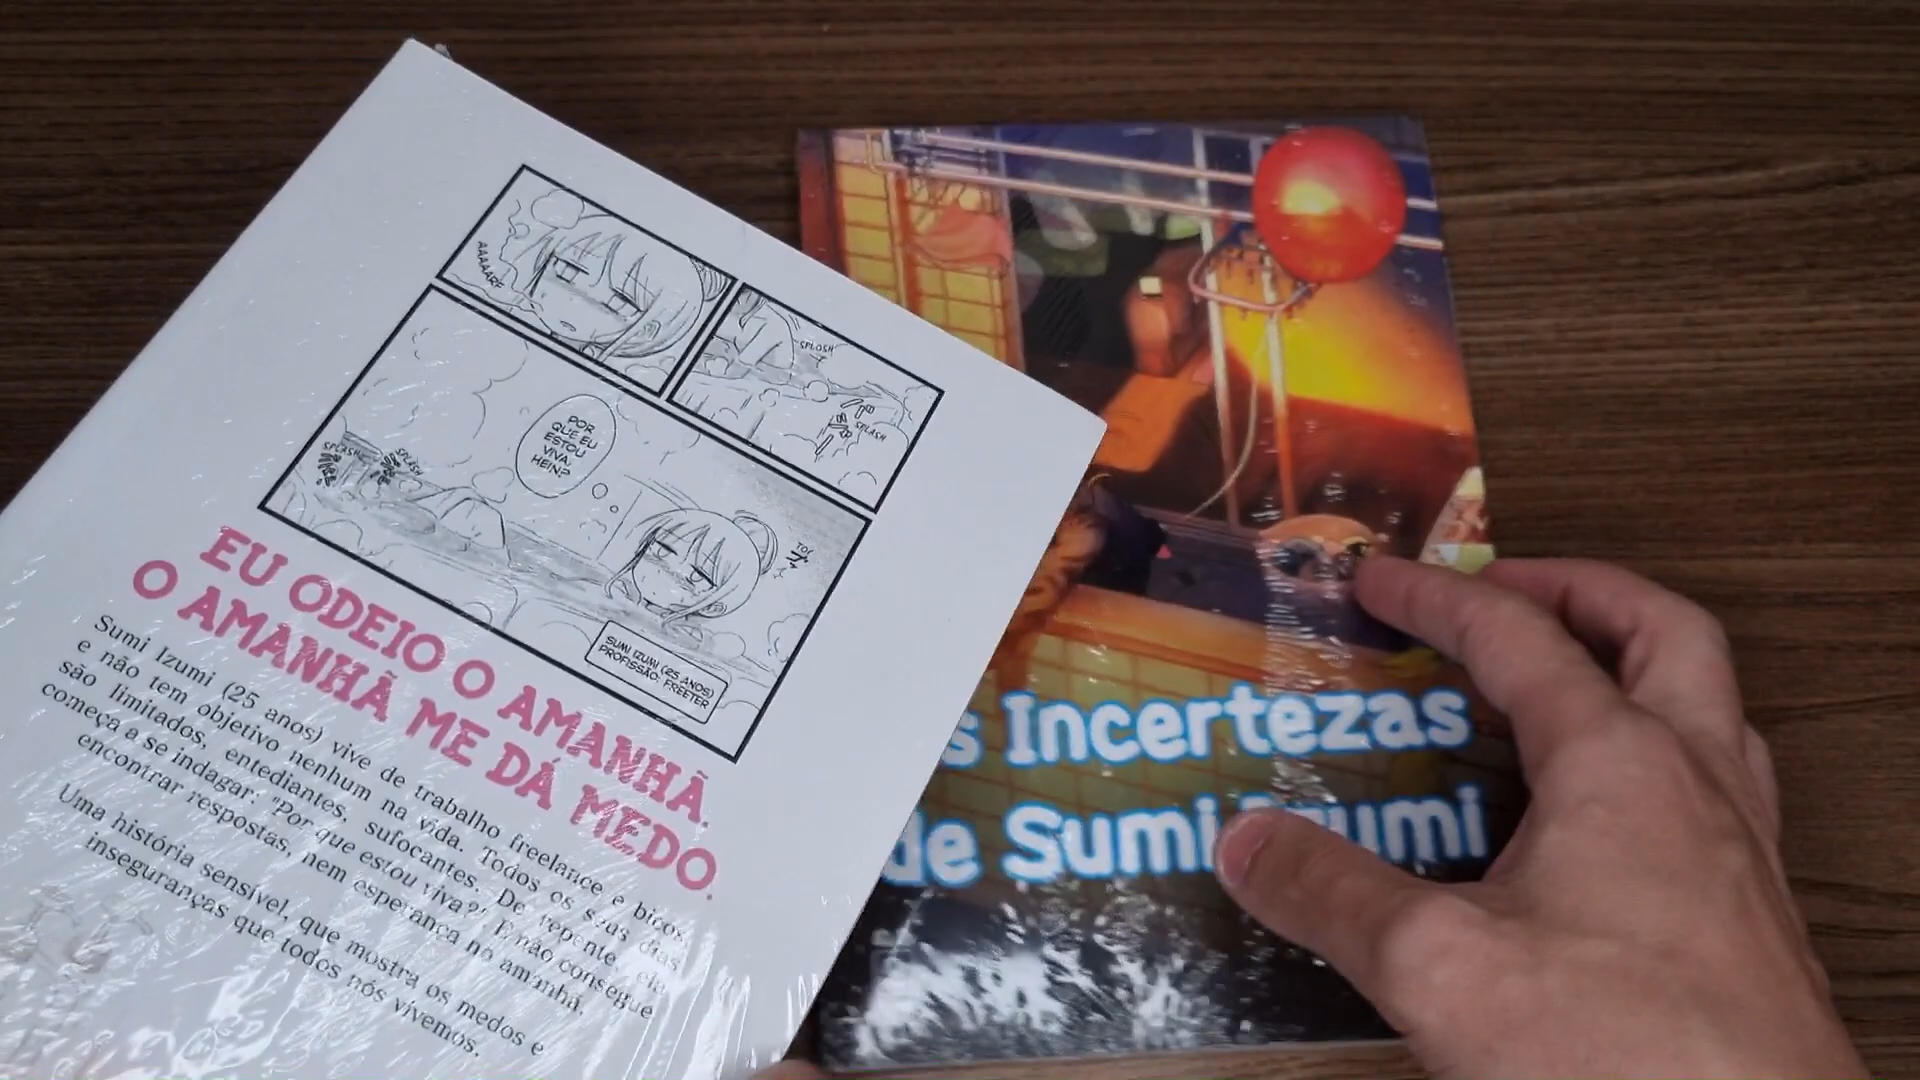 AAAAARF
SPLOSH
SPLASH
POR
QUE EU
ESTOU
VIVA,
HEIN?
SPLASH
SPLASH
TOC
SUMI IZUMI (25 ANOS)
PROFISSÃO: FREETER
EU ODEIO O AMANHÃ.
O AMANHÃ ME DÁ MEDO.
Sumi Izumi (25 anos) vive de trabalho freelance e bicos,
e não tem objetivo nenhum na vida. Todos os seus dias
são limitados, entediantes, sufocantes. De repente, ela
começa a se indagar: "Por que estou viva?" E não consegue
encontrar respostas, nem esperança no amanhã.
Uma história sensível, que mostra os medos e
inseguranças que todos nós vivemos.
s Incertezas
de Sumi Izumi